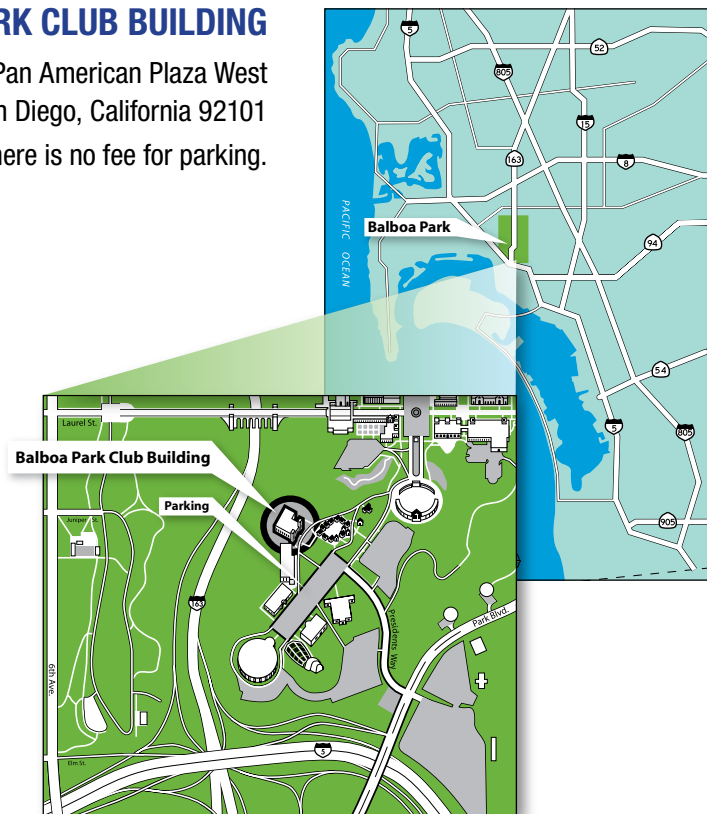 RK CLUB BUILDING
Pan American Plaza West
n Diego, California 92101
here is no fee for parking.
5
52
805
15
163
8
PACIFIC OCEAN
Balboa Park
94
54
5
805
905
Laurel St.
Balboa Park Club Building
Parking
Juniper St.
163
Presidents Way
Park Blvd.
6th Ave.
5
Elm St.